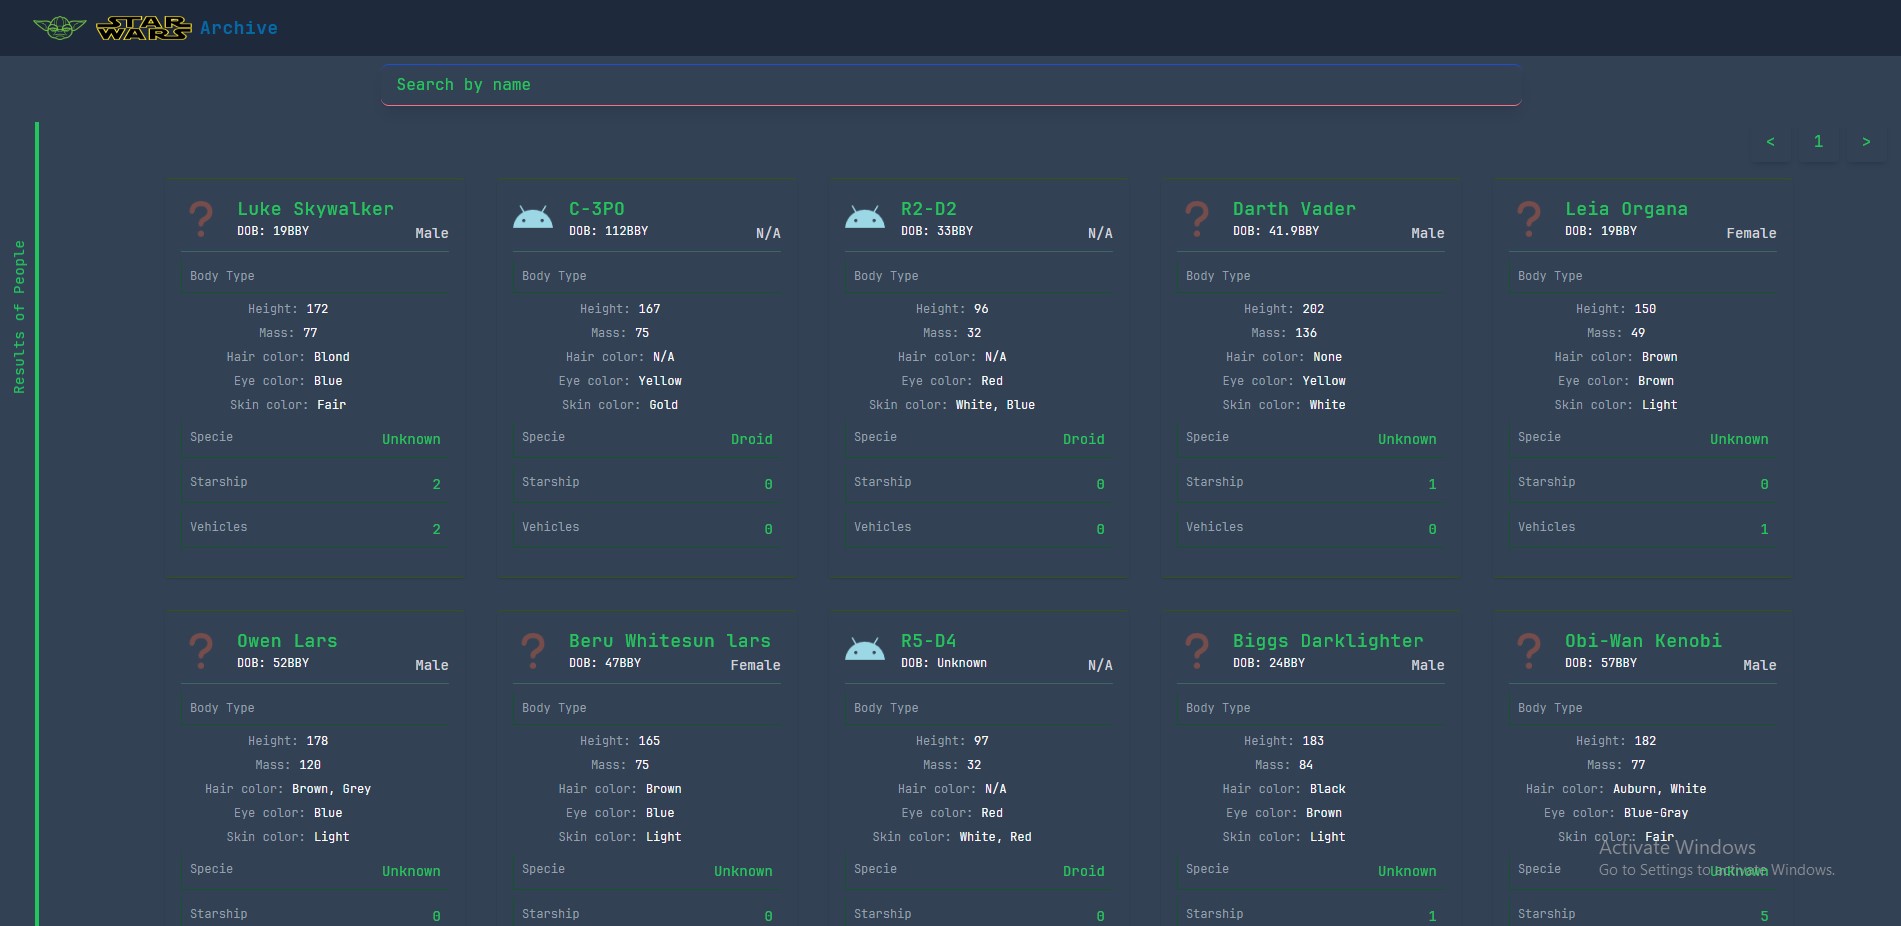 STAR WARS Archive
Search by name
< 1 >
Results of People
Luke Skywalker
DOB: 19BBY Male
Body Type
Height: 172
Mass: 77
Hair color: Blond
Eye color: Blue
Skin color: Fair
Specie Unknown
Starship 2
Vehicles 2
C-3PO
DOB: 112BBY N/A
Body Type
Height: 167
Mass: 75
Hair color: N/A
Eye color: Yellow
Skin color: Gold
Specie Droid
Starship 0
Vehicles 0
R2-D2
DOB: 33BBY N/A
Body Type
Height: 96
Mass: 32
Hair color: N/A
Eye color: Red
Skin color: White, Blue
Specie Droid
Starship 0
Vehicles 0
Darth Vader
DOB: 41.9BBY Male
Body Type
Height: 202
Mass: 136
Hair color: None
Eye color: Yellow
Skin color: White
Specie Unknown
Starship 1
Vehicles 0
Leia Organa
DOB: 19BBY Female
Body Type
Height: 150
Mass: 49
Hair color: Brown
Eye color: Brown
Skin color: Light
Specie Unknown
Starship 0
Vehicles 1
Owen Lars
DOB: 52BBY Male
Body Type
Height: 178
Mass: 120
Hair color: Brown, Grey
Eye color: Blue
Skin color: Light
Specie Unknown
Starship 0
Beru Whitesun lars
DOB: 47BBY Female
Body Type
Height: 165
Mass: 75
Hair color: Brown
Eye color: Blue
Skin color: Light
Specie Unknown
Starship 0
R5-D4
DOB: Unknown N/A
Body Type
Height: 97
Mass: 32
Hair color: N/A
Eye color: Red
Skin color: White, Red
Specie Droid
Starship 0
Biggs Darklighter
DOB: 24BBY Male
Body Type
Height: 183
Mass: 84
Hair color: Black
Eye color: Brown
Skin color: Light
Specie Unknown
Starship 1
Obi-Wan Kenobi
DOB: 57BBY Male
Body Type
Height: 182
Mass: 77
Hair color: Auburn, White
Eye color: Blue-Gray
Skin color: Fair
Specie Unknown
Starship 5
Activate Windows
Go to Settings to activate Windows.